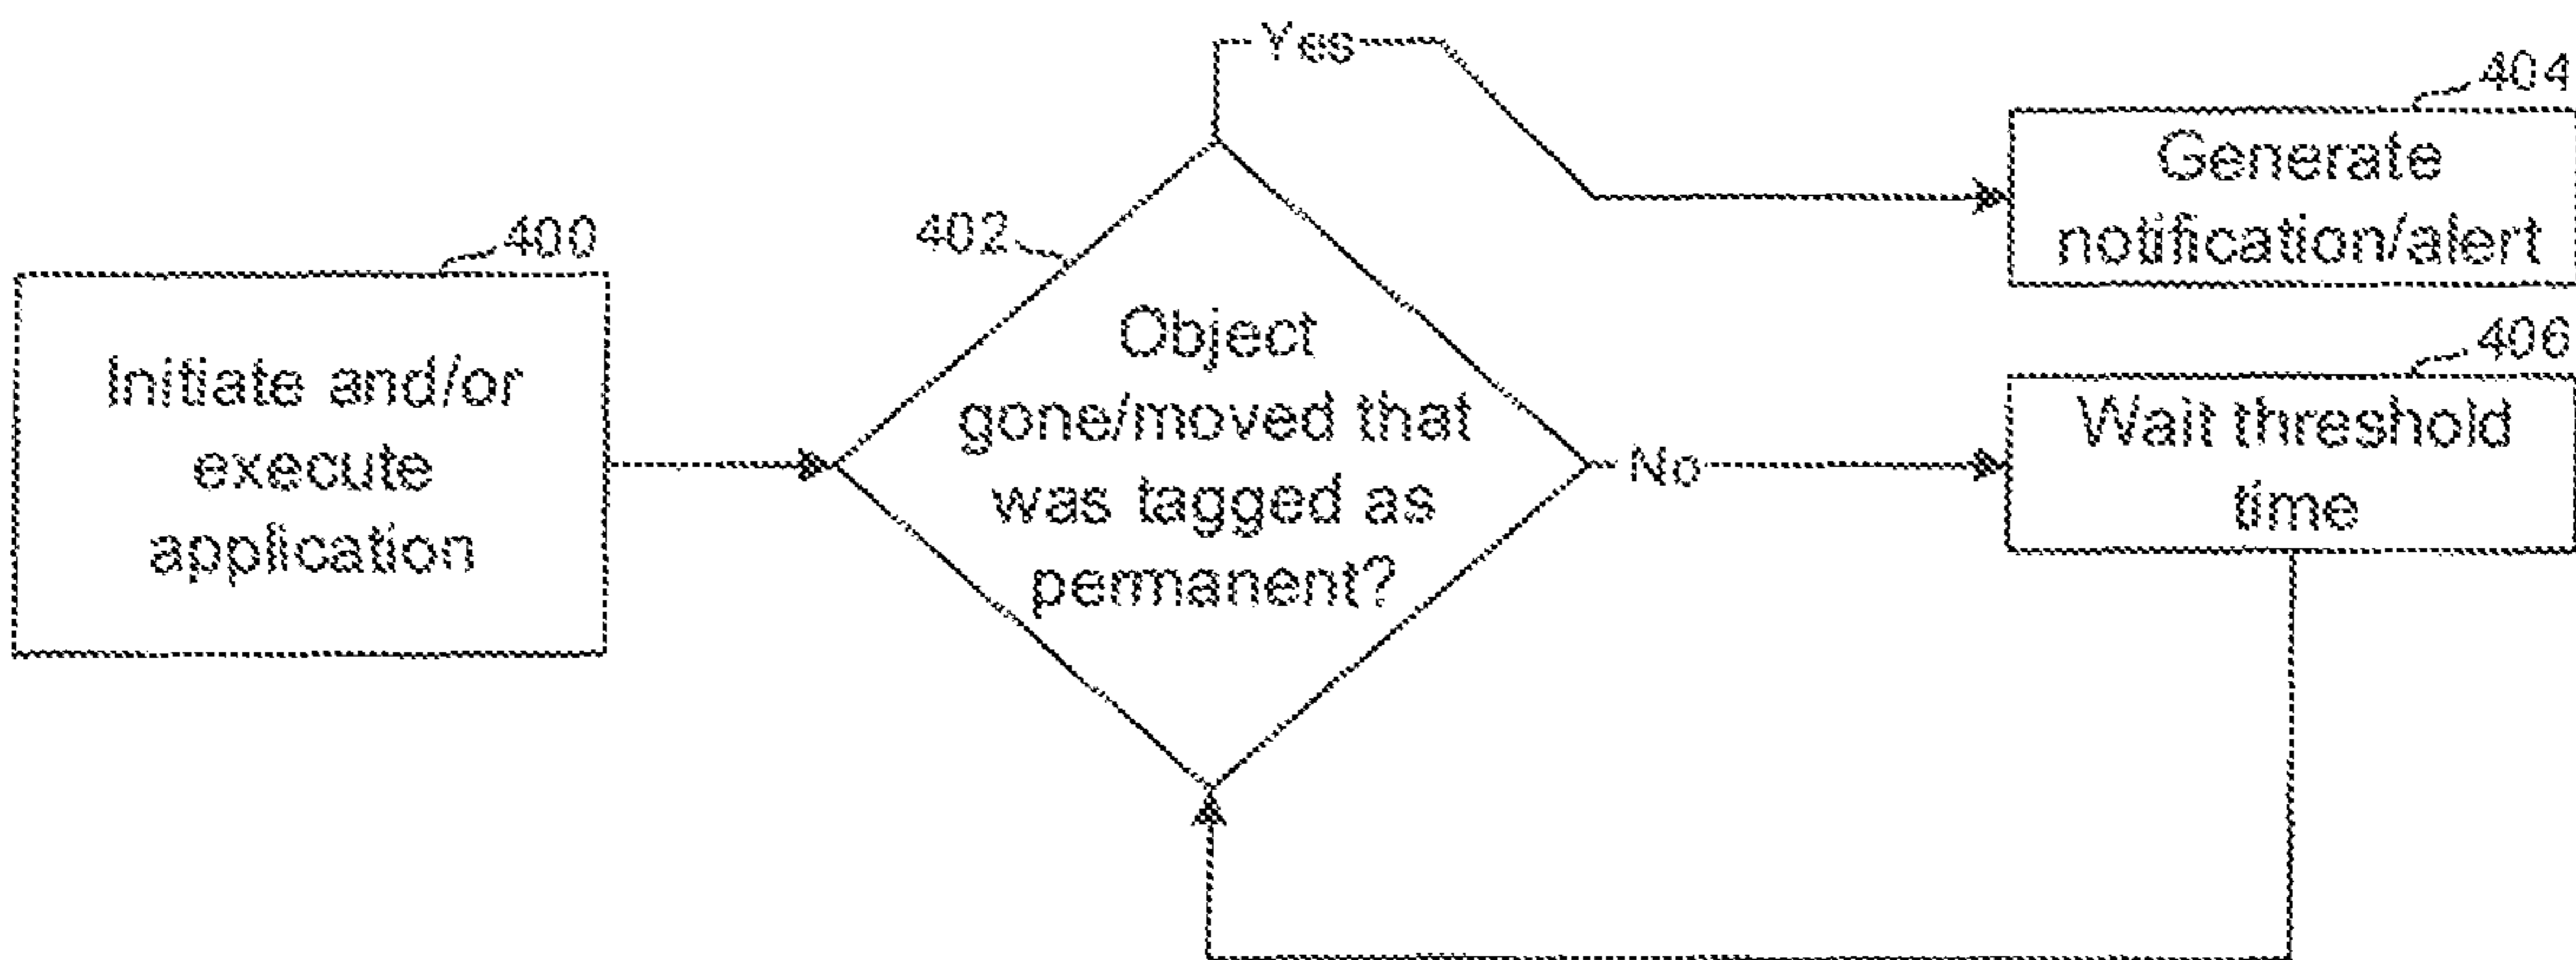 400
Initiate and/or
execute
application
402
Object
gone/moved that
was tagged as
permanent?
Yes
404
Generate
notification/alert
No
406
Wait threshold
time